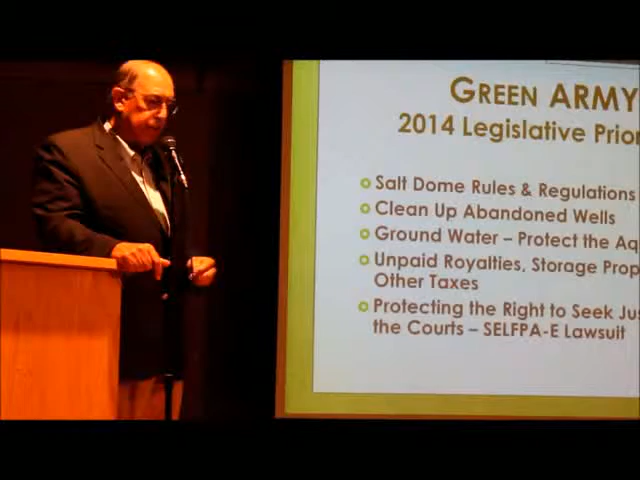 GREEN ARMY
2014 Legislative Prior
Salt Dome Rules & Regulations
Clean Up Abandoned Wells
Ground Water – Protect the Aq
Unpaid Royalties, Storage Prop
Other Taxes
Protecting the Right to Seek Jus
the Courts – SELFPA-E Lawsuit